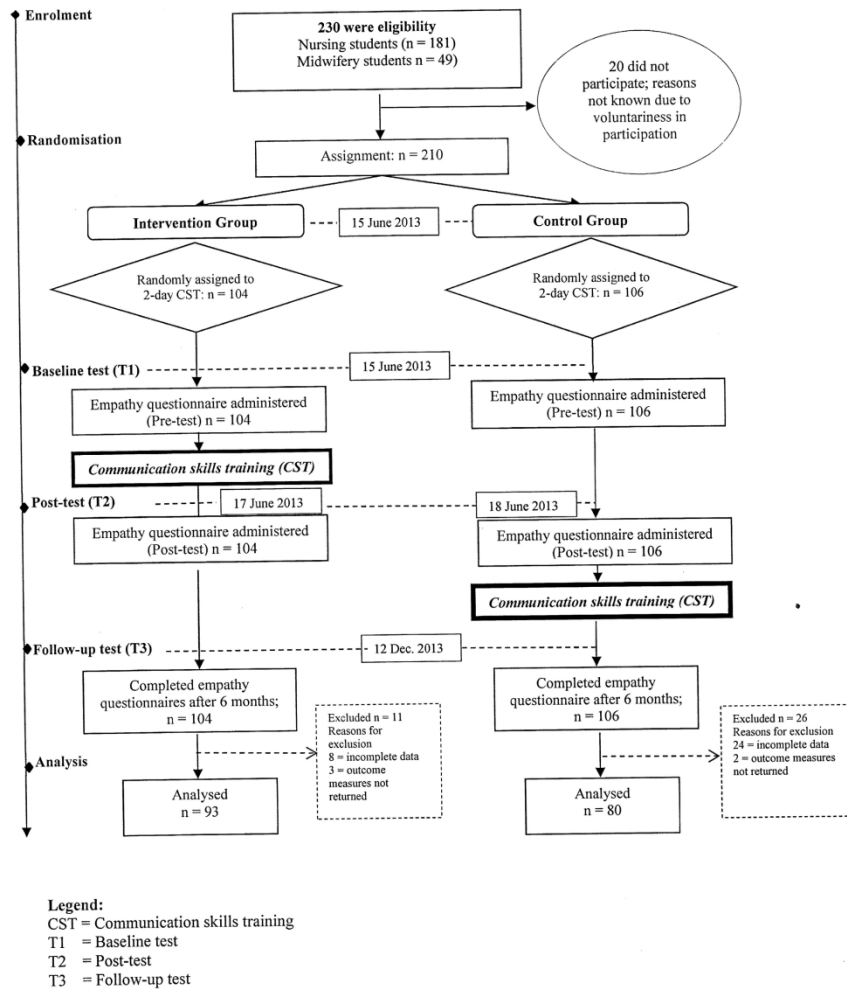 Enrolment
230 were eligibility
Nursing students (n = 181)
Midwifery students n = 49)
20 did not
participate; reasons
not known due to
voluntariness in
participation
Randomisation
Assignment: n = 210
Intervention Group
15 June 2013
Control Group
Randomly assigned to
2-day CST: n = 104
Randomly assigned to
2-day CST: n = 106
Baseline test (T1)
15 June 2013
Empathy questionnaire administered
(Pre-test) n = 104
Empathy questionnaire administered
(Pre-test) n = 106
Communication skills training (CST)
Post-test (T2)
17 June 2013
18 June 2013
Empathy questionnaire administered
(Post-test) n = 104
Empathy questionnaire administered
(Post-test) n = 106
Communication skills training (CST)
Follow-up test (T3)
12 Dec. 2013
Completed empathy
questionnaires after 6 months;
n = 104
Completed empathy
questionnaire after 6 months;
n = 106
Excluded n = 11
Reasons for
exclusion
8 = incomplete data
3 = outcome
measures not
returned
Excluded n = 26
Reasons for exclusion
24 = incomplete data
2 = outcome measures
not returned
Analysis
Analysed
n = 93
Analysed
n = 80
Legend:
CST = Communication skills training
T1 = Baseline test
T2 = Post-test
T3 = Follow-up test